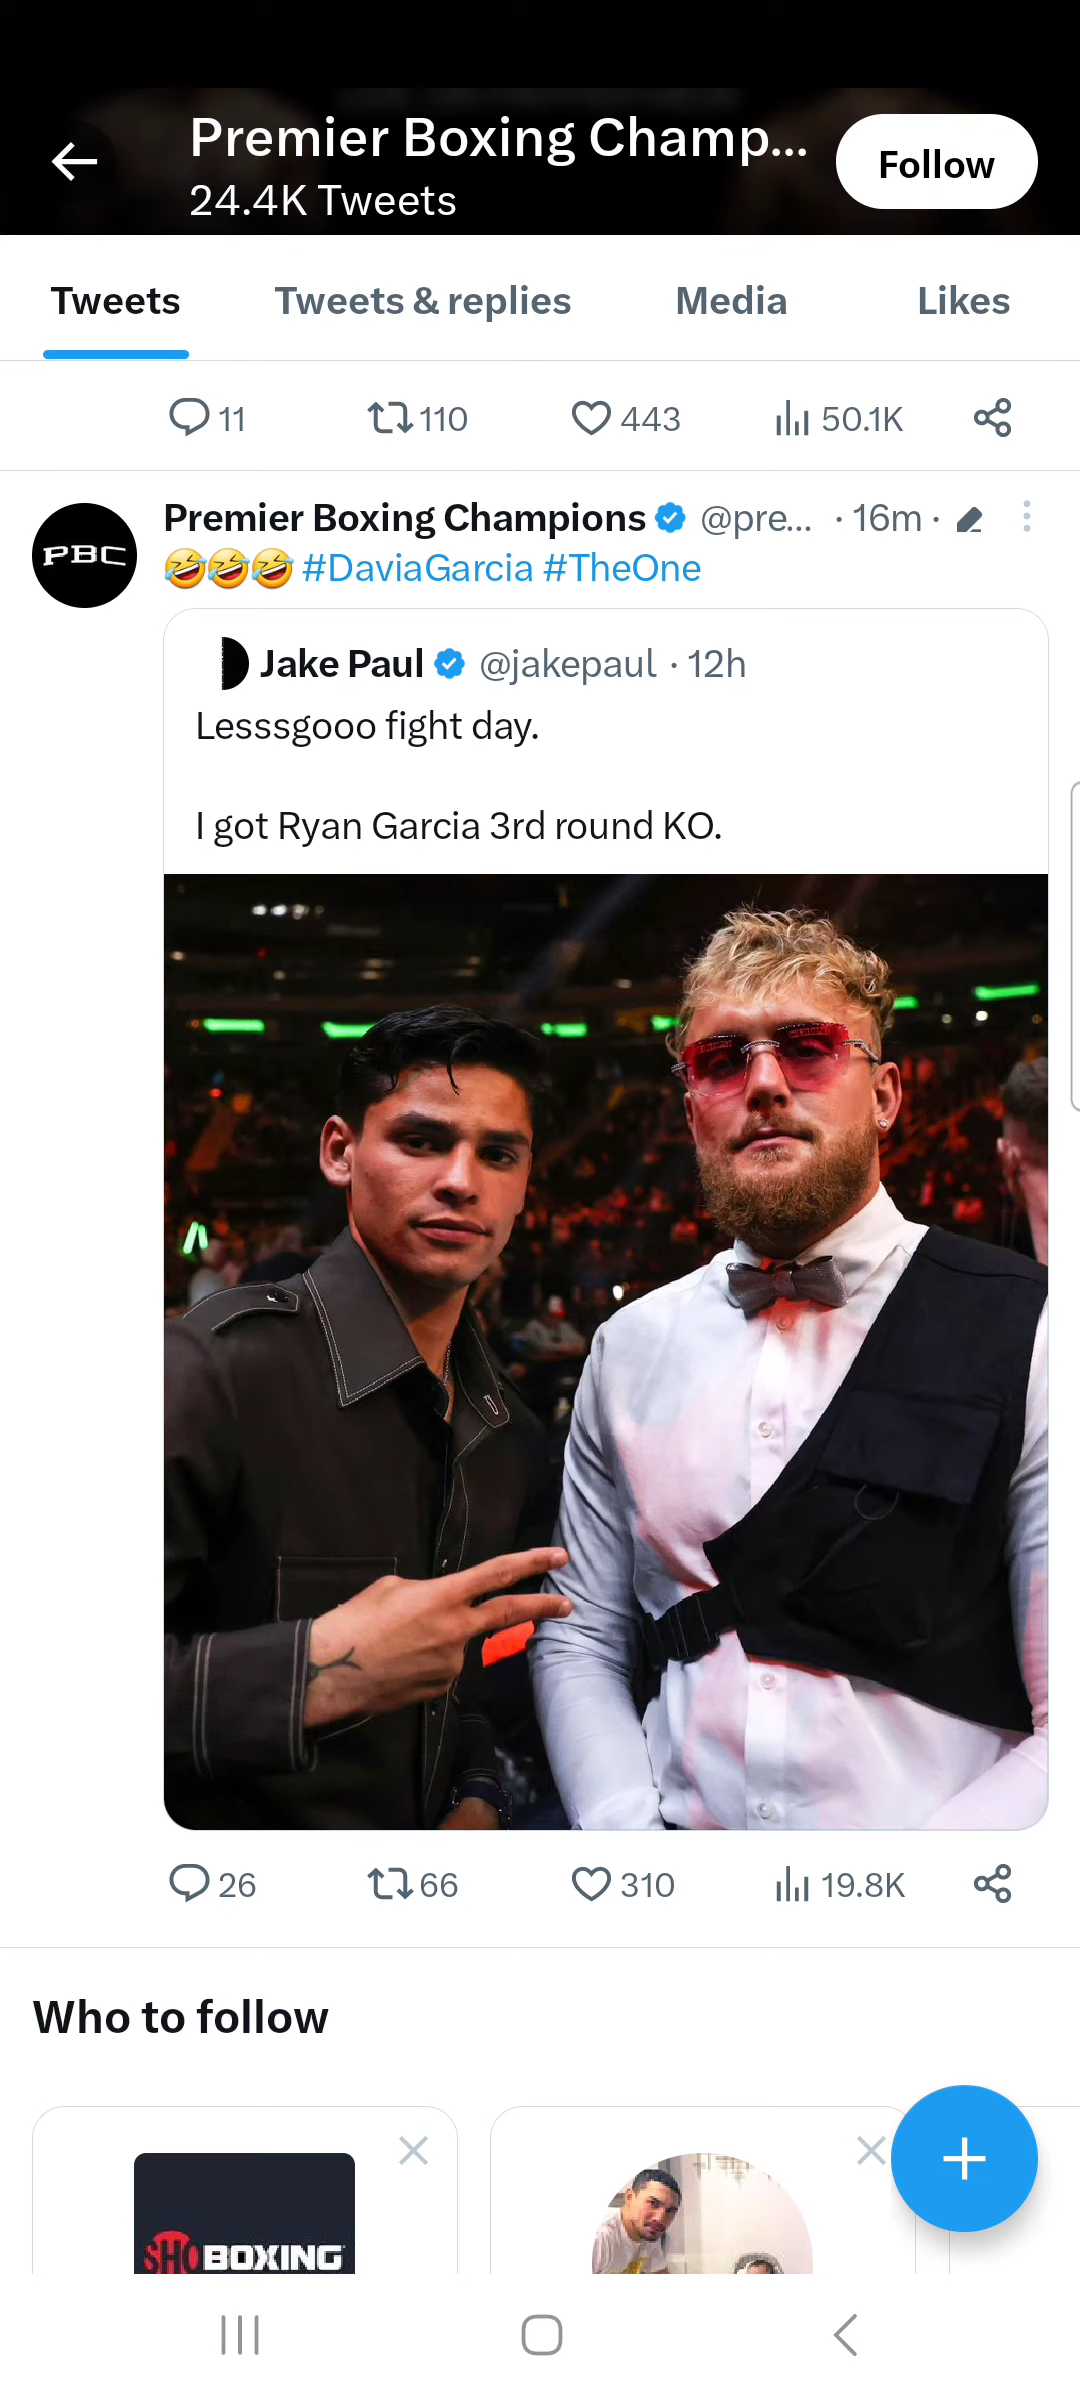 Premier Boxing Champ...
24.4K Tweets
Follow
Tweets
Tweets & replies
Media
Likes
11
110
443
50.1K
Premier Boxing Champions @pre... · 16m ·
🤣🤣🤣 #DaviaGarcia #TheOne
PBC
Jake Paul @jakepaul · 12h
Lesssgooo fight day.
I got Ryan Garcia 3rd round KO.
26
66
310
19.8K
Who to follow
SHO BOXING